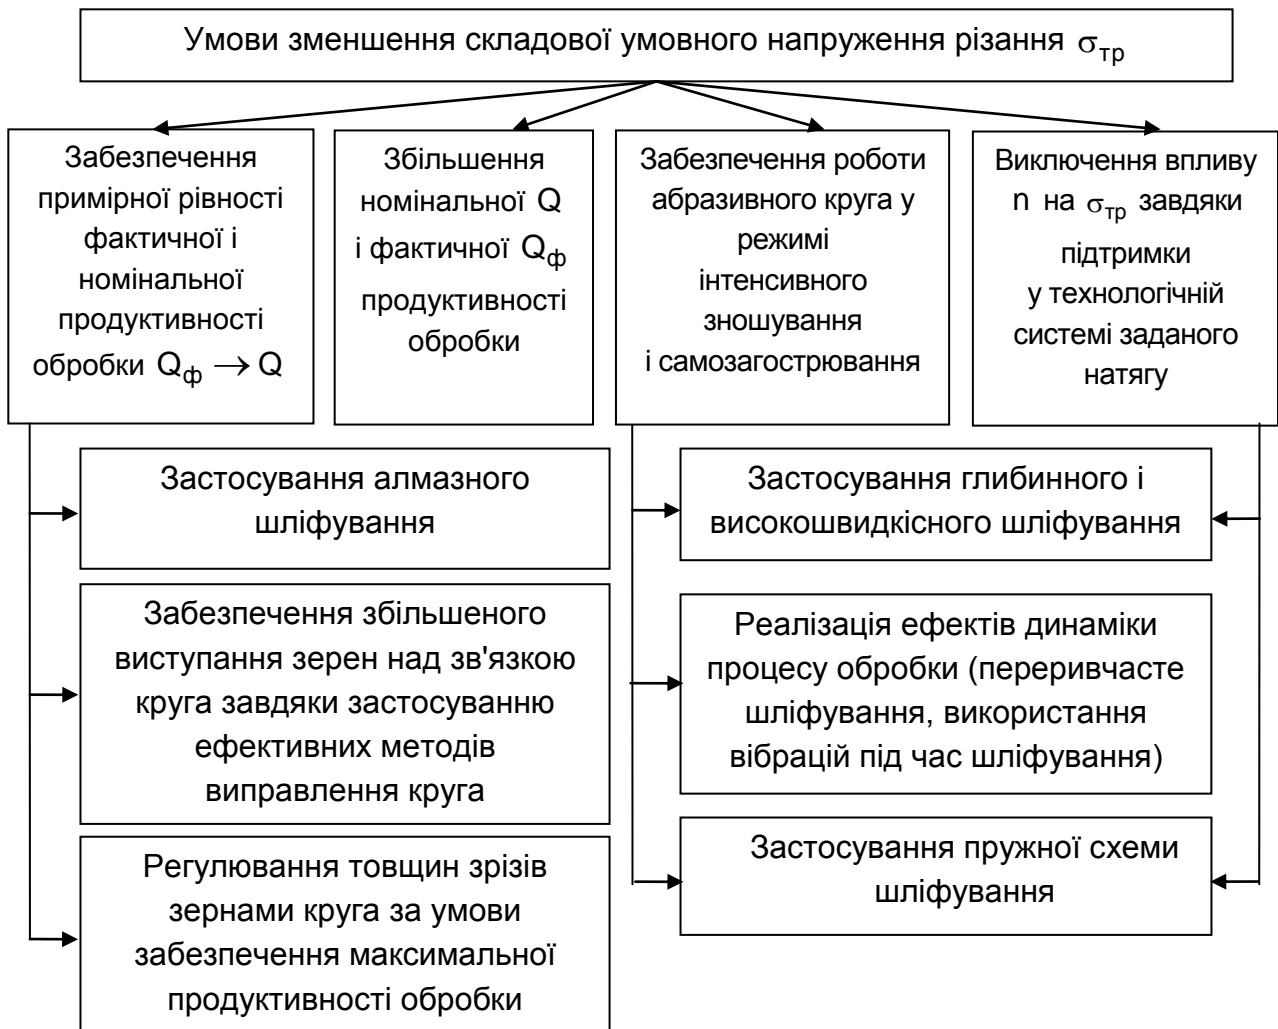 Умови зменшення складової умовного напруження різання σтр
Забезпечення
примірної рівності
фактичної і
номінальної
продуктивності
обробки Qф → Q
Збільшення
номінальної Q
і фактичної Qф
продуктивності
обробки
Забезпечення роботи
абразивного круга у
режимі
інтенсивного
зношування
і самозагострювання
Виключення впливу
n на σтр завдяки
підтримки
у технологічній
системі заданого
натягу
Застосування алмазного
шліфування
Забезпечення збільшеного
виступання зерен над зв'язкою
круга завдяки застосуванню
ефективних методів
виправлення круга
Регулювання товщин зрізів
зернами круга за умови
забезпечення максимальної
продуктивності обробки
Застосування глибинного і
високошвидкісного шліфування
Реалізація ефектів динаміки
процесу обробки (переривчасте
шліфування, використання
вібрацій під час шліфування)
Застосування пружної схеми
шліфування